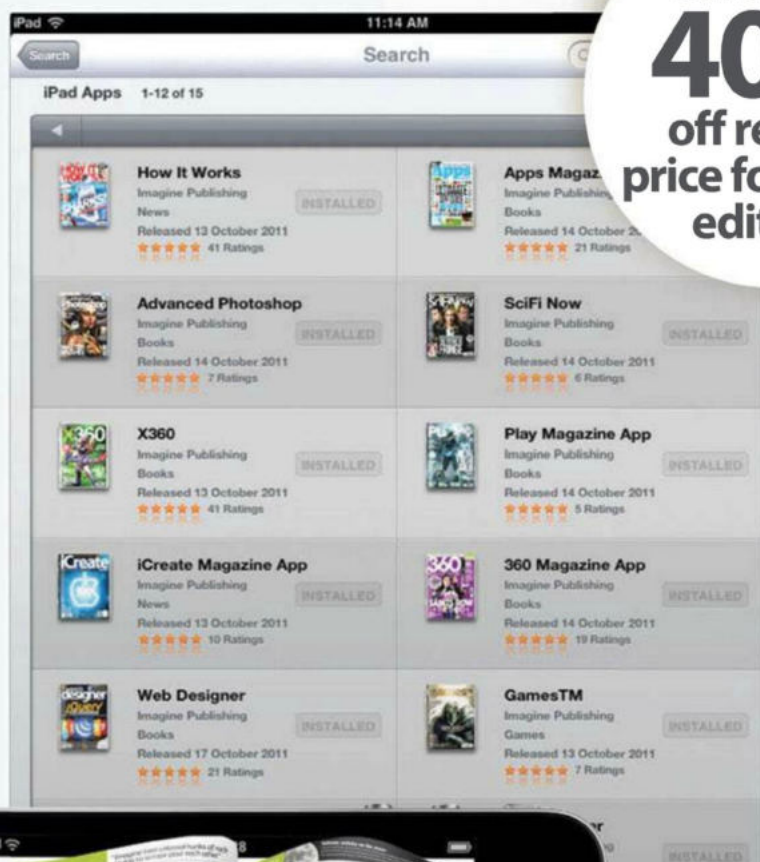 iPad
11:14 AM
Search
Search
40
off re
price fo
edit
iPad Apps 1-12 of 15
How It Works
Imagine Publishing
News
Released 13 October 2011
41 Ratings
INSTALLED
Apps Magaz
Imagine Publishing
Books
Released 14 October 2
21 Ratings
Advanced Photoshop
Imagine Publishing
Books
Released 14 October 2011
7 Ratings
INSTALLED
SciFi Now
Imagine Publishing
Books
Released 14 October 2011
6 Ratings
INSTALLED
X360
Imagine Publishing
Books
Released 13 October 2011
41 Ratings
INSTALLED
Play Magazine App
Imagine Publishing
Books
Released 14 October 2011
5 Ratings
INSTALLED
iCreate
iCreate Magazine App
Imagine Publishing
News
Released 13 October 2011
10 Ratings
INSTALLED
360
360 Magazine App
Imagine Publishing
Books
Released 14 October 2011
19 Ratings
INSTALLED
designer
jQuery
Web Designer
Imagine Publishing
Books
Released 17 October 2011
21 Ratings
INSTALLED
GamesTM
Imagine Publishing
Games
Released 13 October 2011
7 Ratings
INSTALLED
INSTALLED